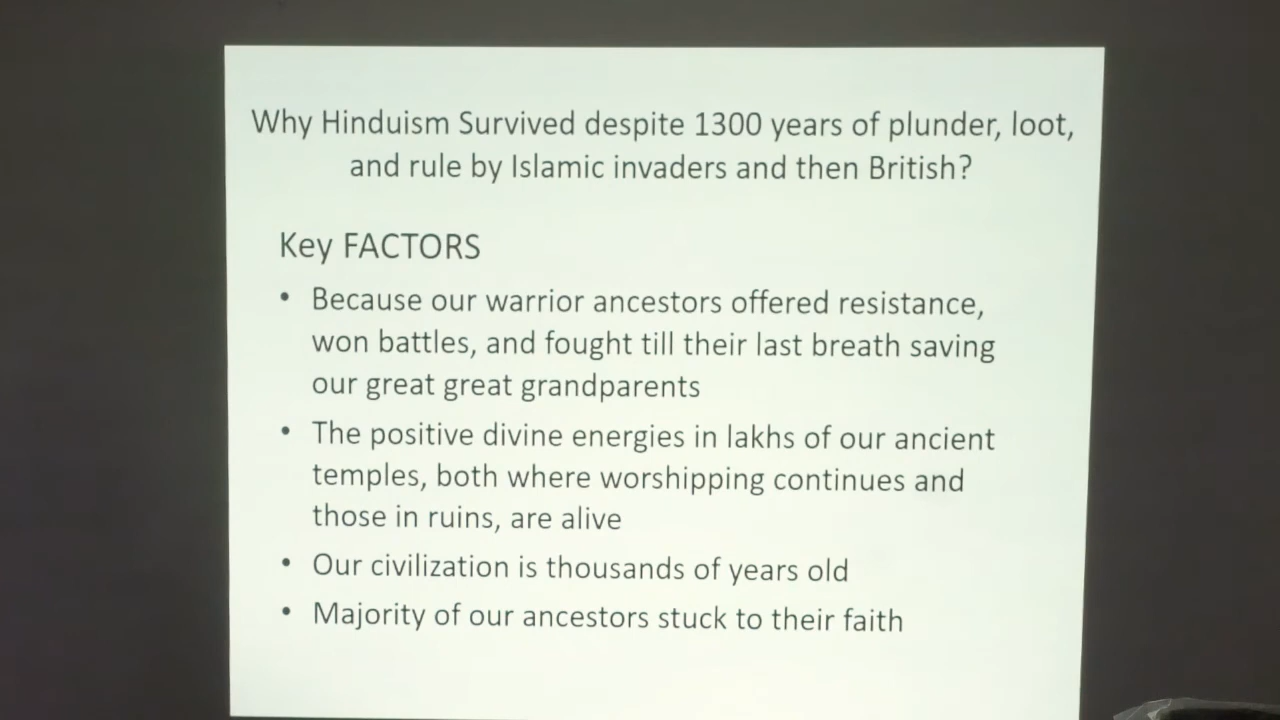 Why Hinduism Survived despite 1300 years of plunder, loot,
and rule by Islamic invaders and then British?
Key FACTORS
• Because our warrior ancestors offered resistance,
won battles, and fought till their last breath saving
our great great grandparents
• The positive divine energies in lakhs of our ancient
temples, both where worshipping continues and
those in ruins, are alive
• Our civilization is thousands of years old
• Majority of our ancestors stuck to their faith